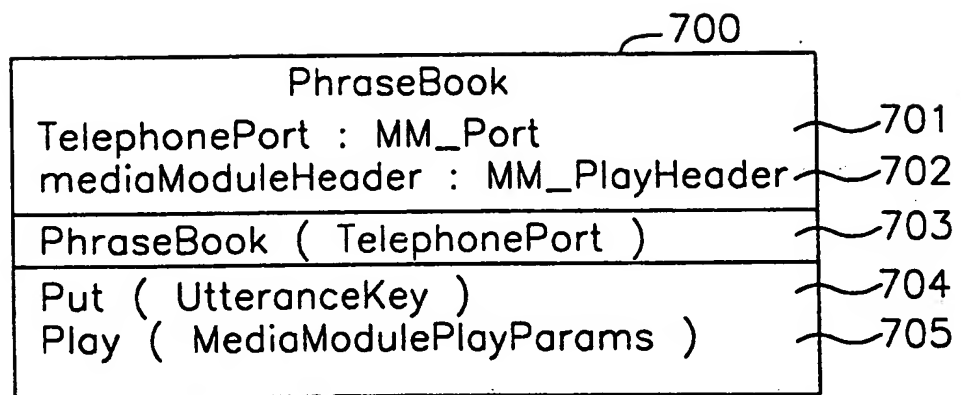 700
PhraseBook
TelephonePort : MM_Port 701
mediaModuleHeader : MM_PlayHeader 702
PhraseBook ( TelephonePort ) 703
Put ( UtteranceKey ) 704
Play ( MediaModulePlayParams ) 705